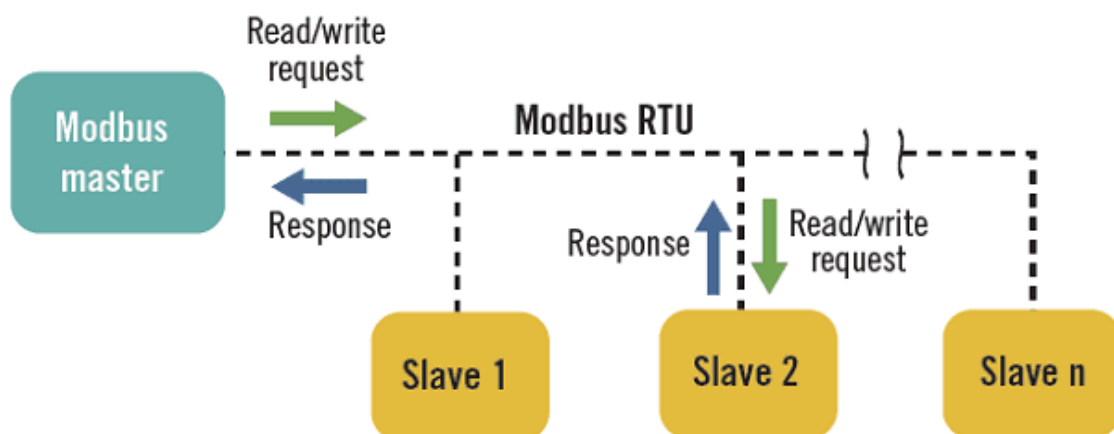 Read/write
request
Modbus
master
Modbus RTU
Response
Response
Read/write
request
Slave 1
Slave 2
Slave n